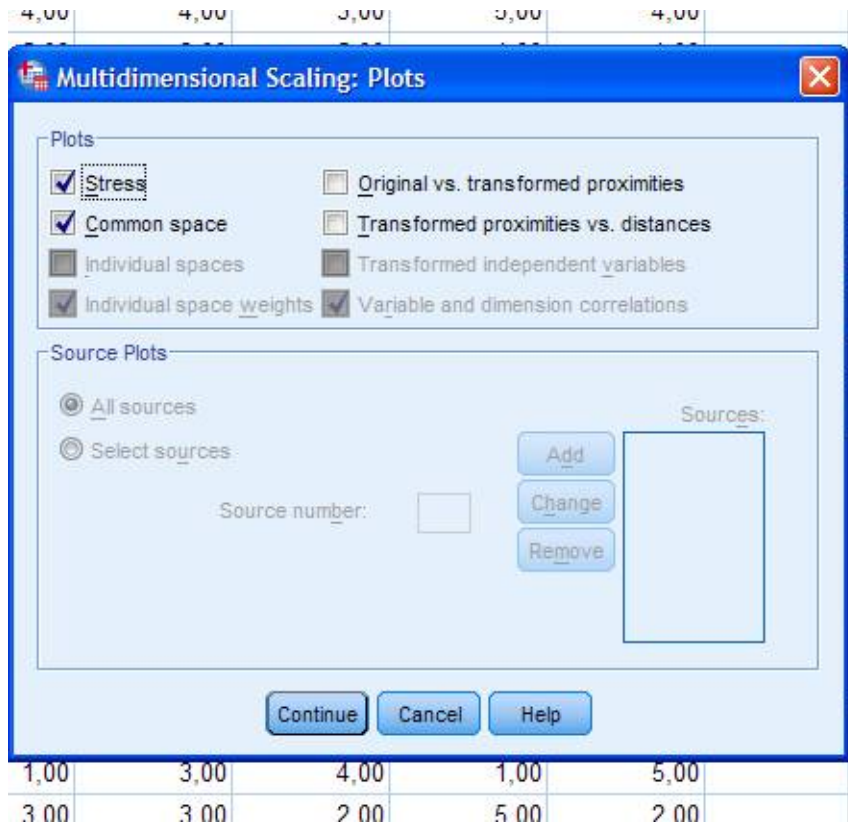 4,00 4,00 3,00 5,00 4,00
Multidimensional Scaling: Plots
Plots
Stress Original vs. transformed proximities
Common space Transformed proximities vs. distances
Individual spaces Transformed independent variables
Individual space weights Variable and dimension correlations
Source Plots
All sources
Sources:
Select sources
Add
Source number:
Change
Remove
Continue Cancel Help
1,00 3,00 4,00 1,00 5,00
3,00 3,00 2,00 5,00 2,00